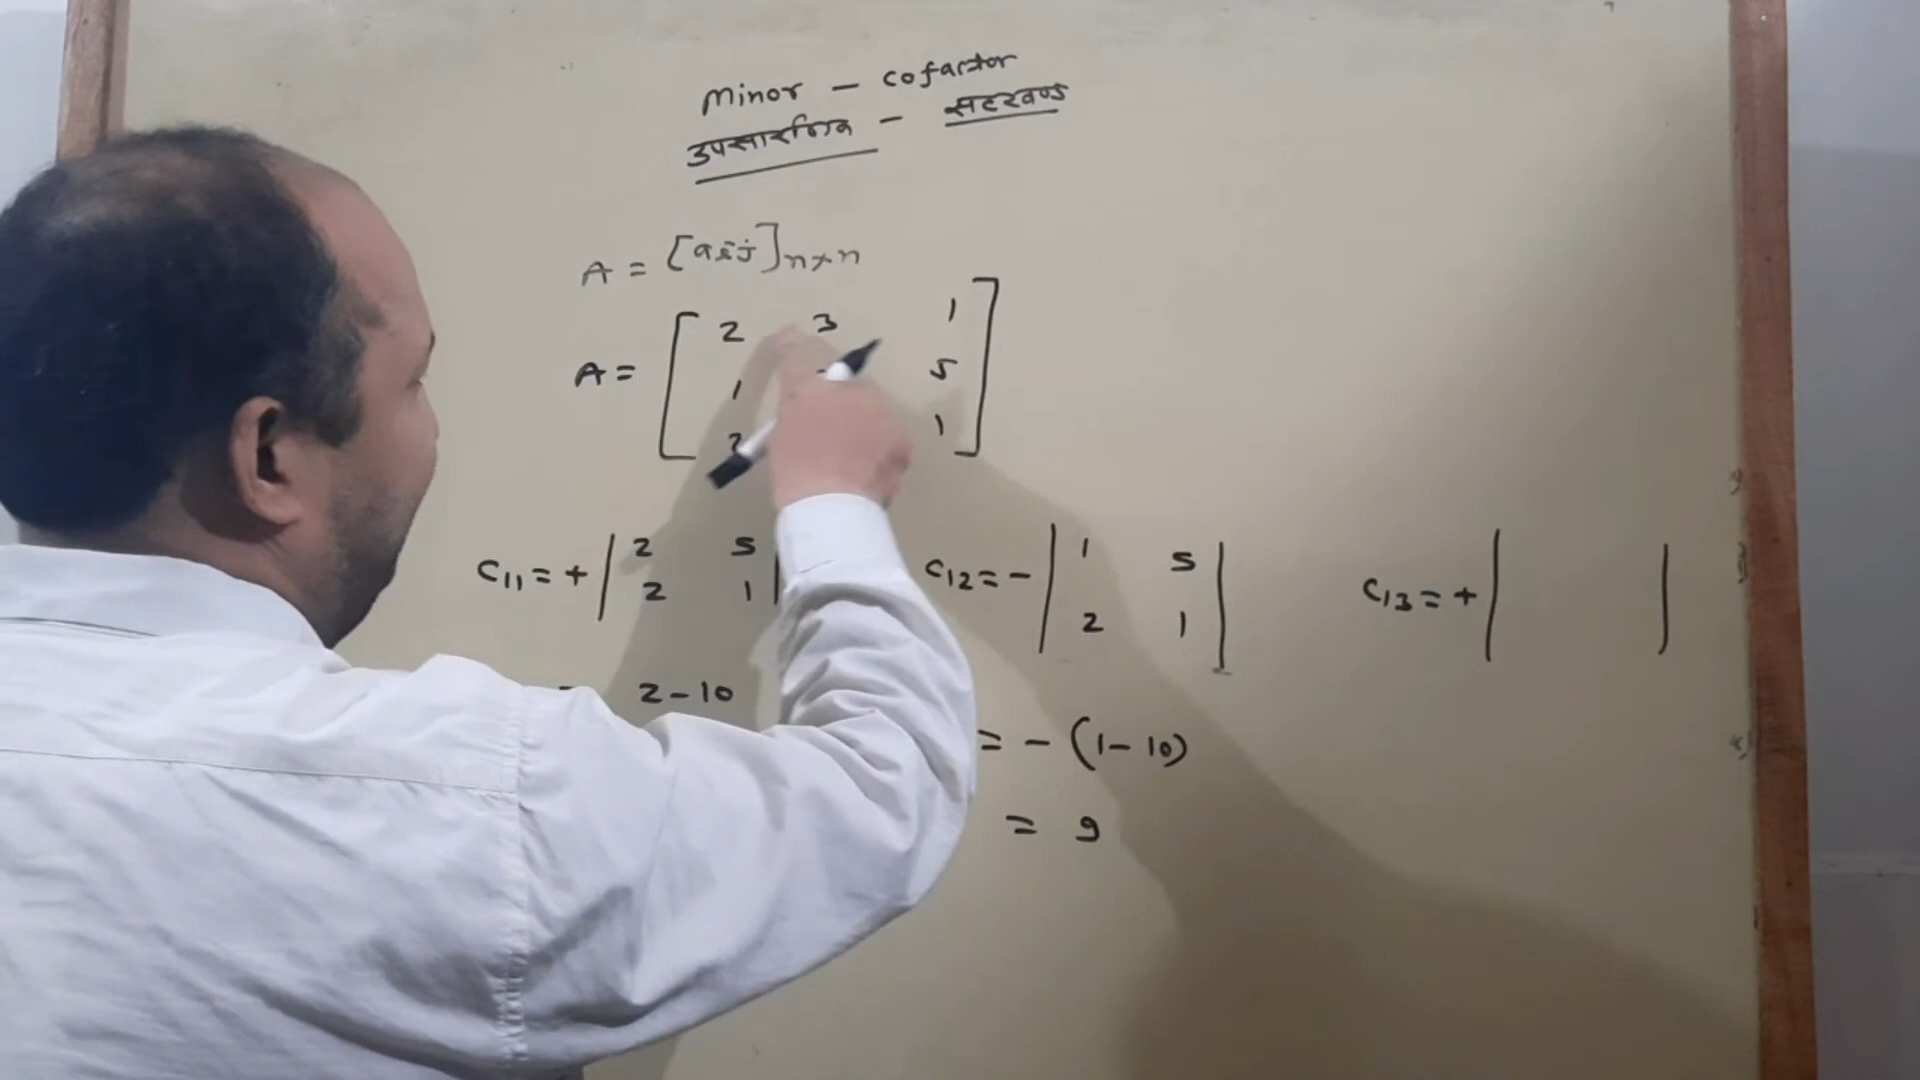 Minor - cofactor
उपसारणिक - सहखण्ड
A = [aij]n×n
2 3 1
A = 1 5
2 1
C11 = + | 2 5 | C12 = - | 1 5 | C13 = + | |
2 1 2 1
2 - 10
= - (1 - 10)
= 9